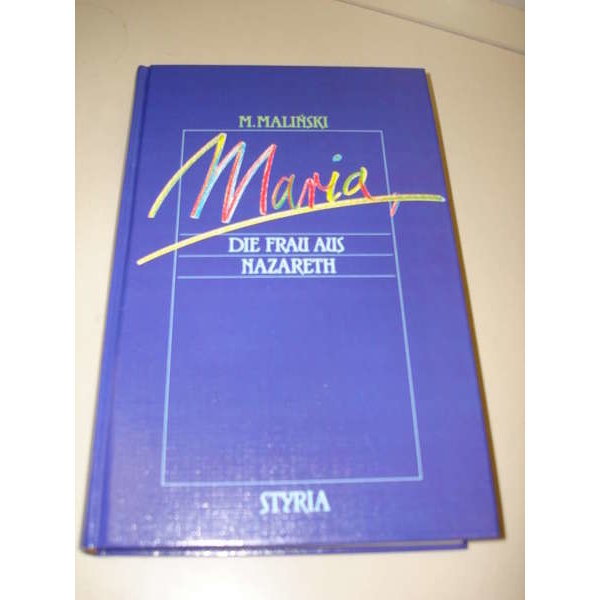 M. MALIŃSKI
Maria,
DIE FRAU AUS
NAZARETH
STYRIA